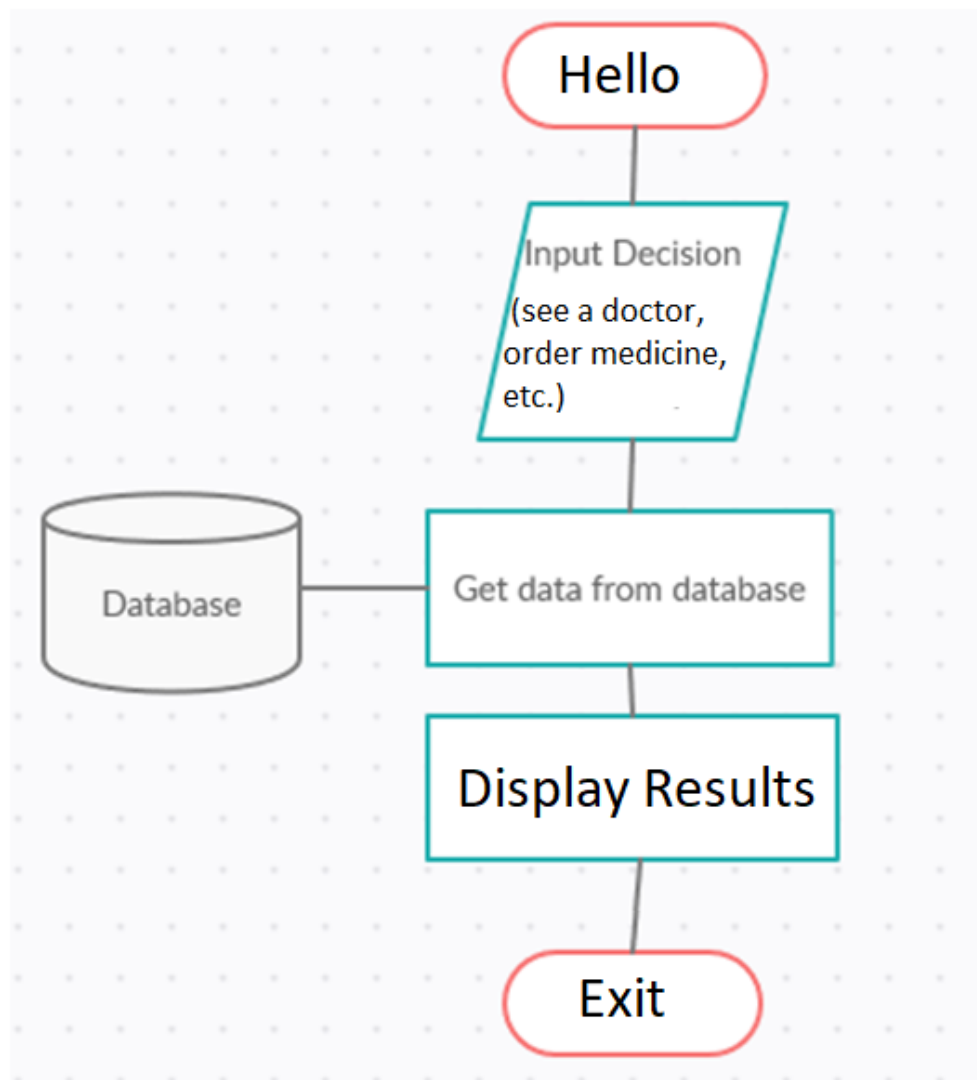 Hello
Input Decision
(see a doctor,
order medicine,
etc.)
Database
Get data from database
Display Results
Exit